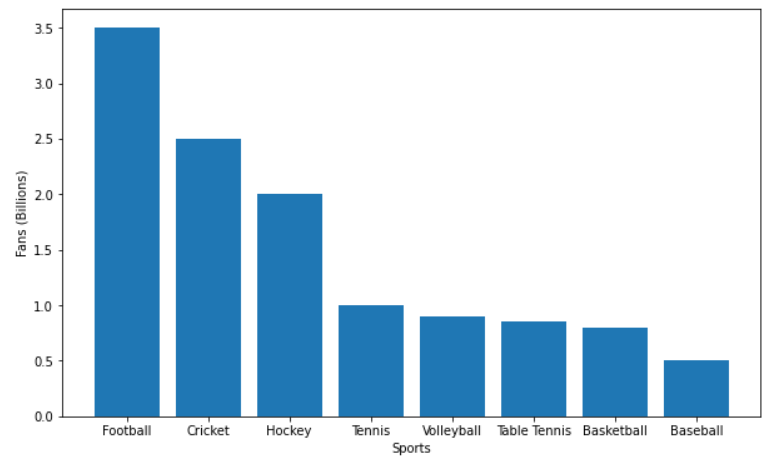 Fans (Billions)
3.5
3.0
2.5
2.0
1.5
1.0
0.5
0.0
Football Cricket Hockey Tennis Volleyball Table Tennis Basketball Baseball
Sports